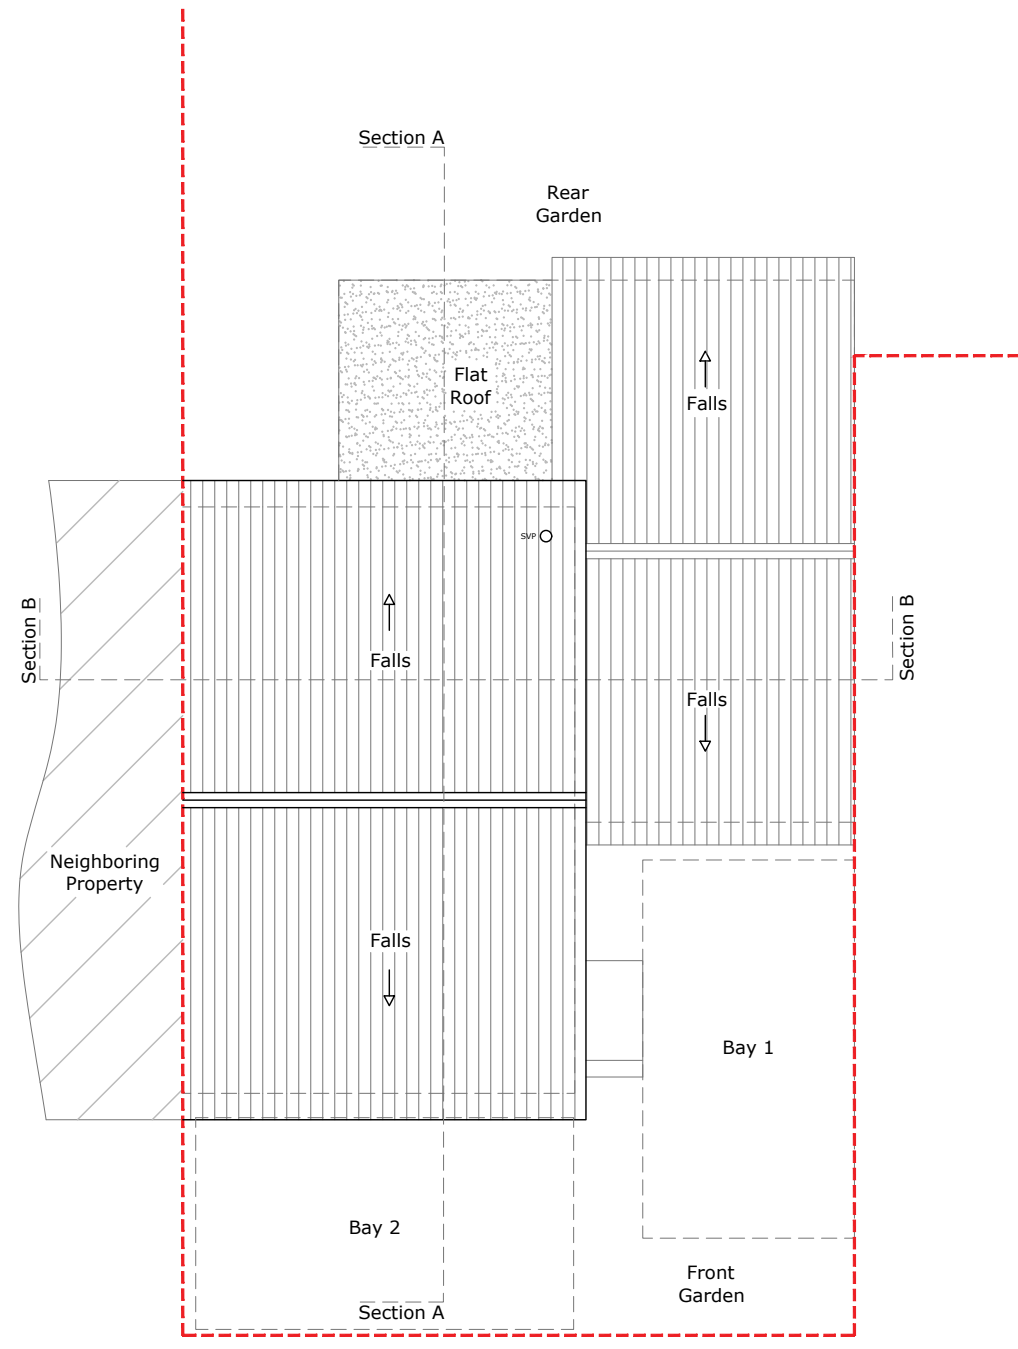 Section A
Rear
Garden
Flat
Roof
Falls
SVP
Section B
Section B
Falls
Falls
Neighboring
Property
Falls
Bay 1
Bay 2
Front
Garden
Section A